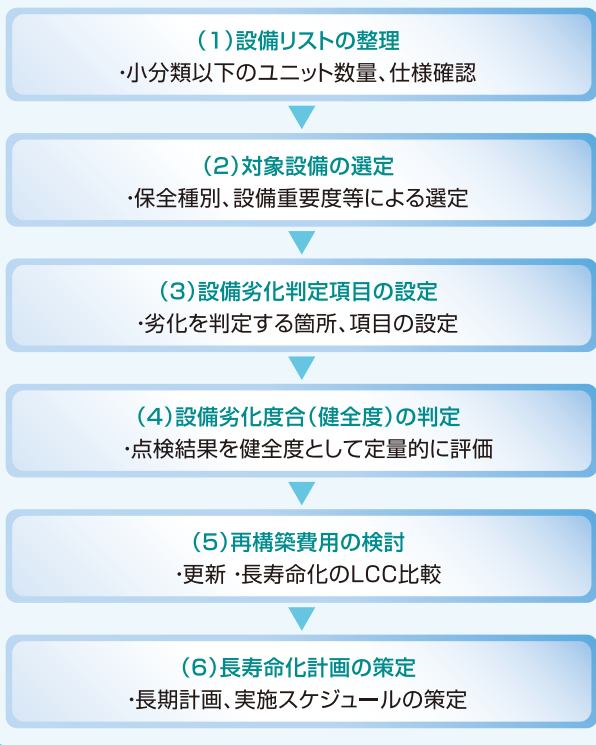 (1)設備リストの整理
・小分類以下のユニット数量、仕様確認
(2)対象設備の選定
・保全種別、設備重要度等による選定
(3)設備劣化判定項目の設定
・劣化を判定する箇所、項目の設定
(4)設備劣化度合(健全度)の判定
・点検結果を健全度として定量的に評価
(5)再構築費用の検討
・更新 ・長寿命化のLCC比較
(6)長寿命化計画の策定
・長期計画、実施スケジュールの策定